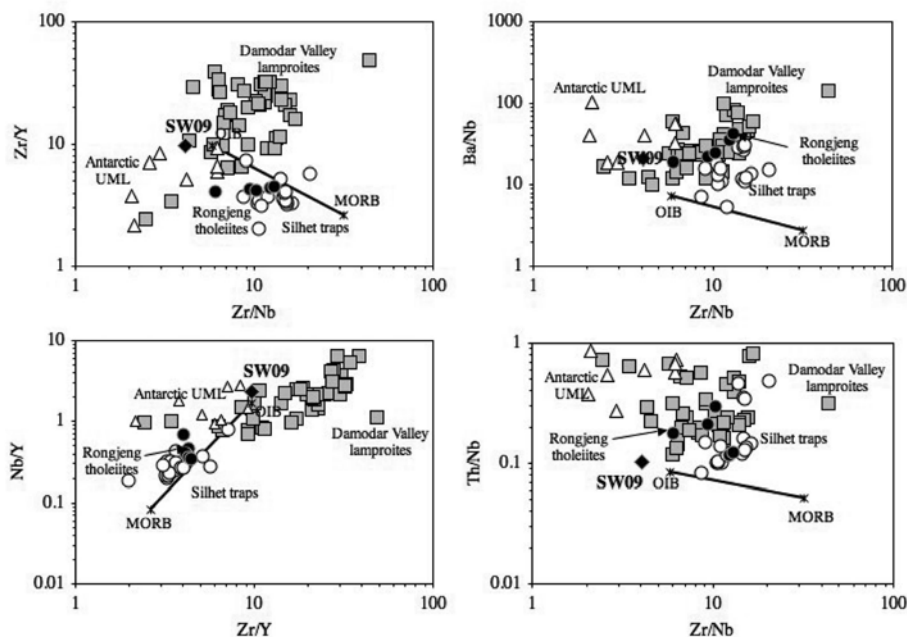 100
10
1
Zr/Y
Damodar Valley
lamproites
SW09
OIB
Antarctic
UML
MORB
Rongjeng
tholeiites
Silhet traps
1
10
100
Zr/Nb
1000
100
10
1
Ba/Nb
Antarctic UML
Damodar Valley
lamproites
SW09
Rongjeng
tholeiites
Silhet traps
OIB
MORB
1
10
100
Zr/Nb
10
1
0.1
0.01
Nb/Y
SW09
Antarctic UML
OIB
Rongjeng
tholeiites
Damodar Valley
lamproites
Silhet traps
MORB
1
10
100
Zr/Y
1
0.1
0.01
Th/Nb
Antarctic
UML
Damodar Valley
lamproites
Rongjeng
tholeiites
Silhet traps
SW09
OIB
MORB
1
10
100
Zr/Nb